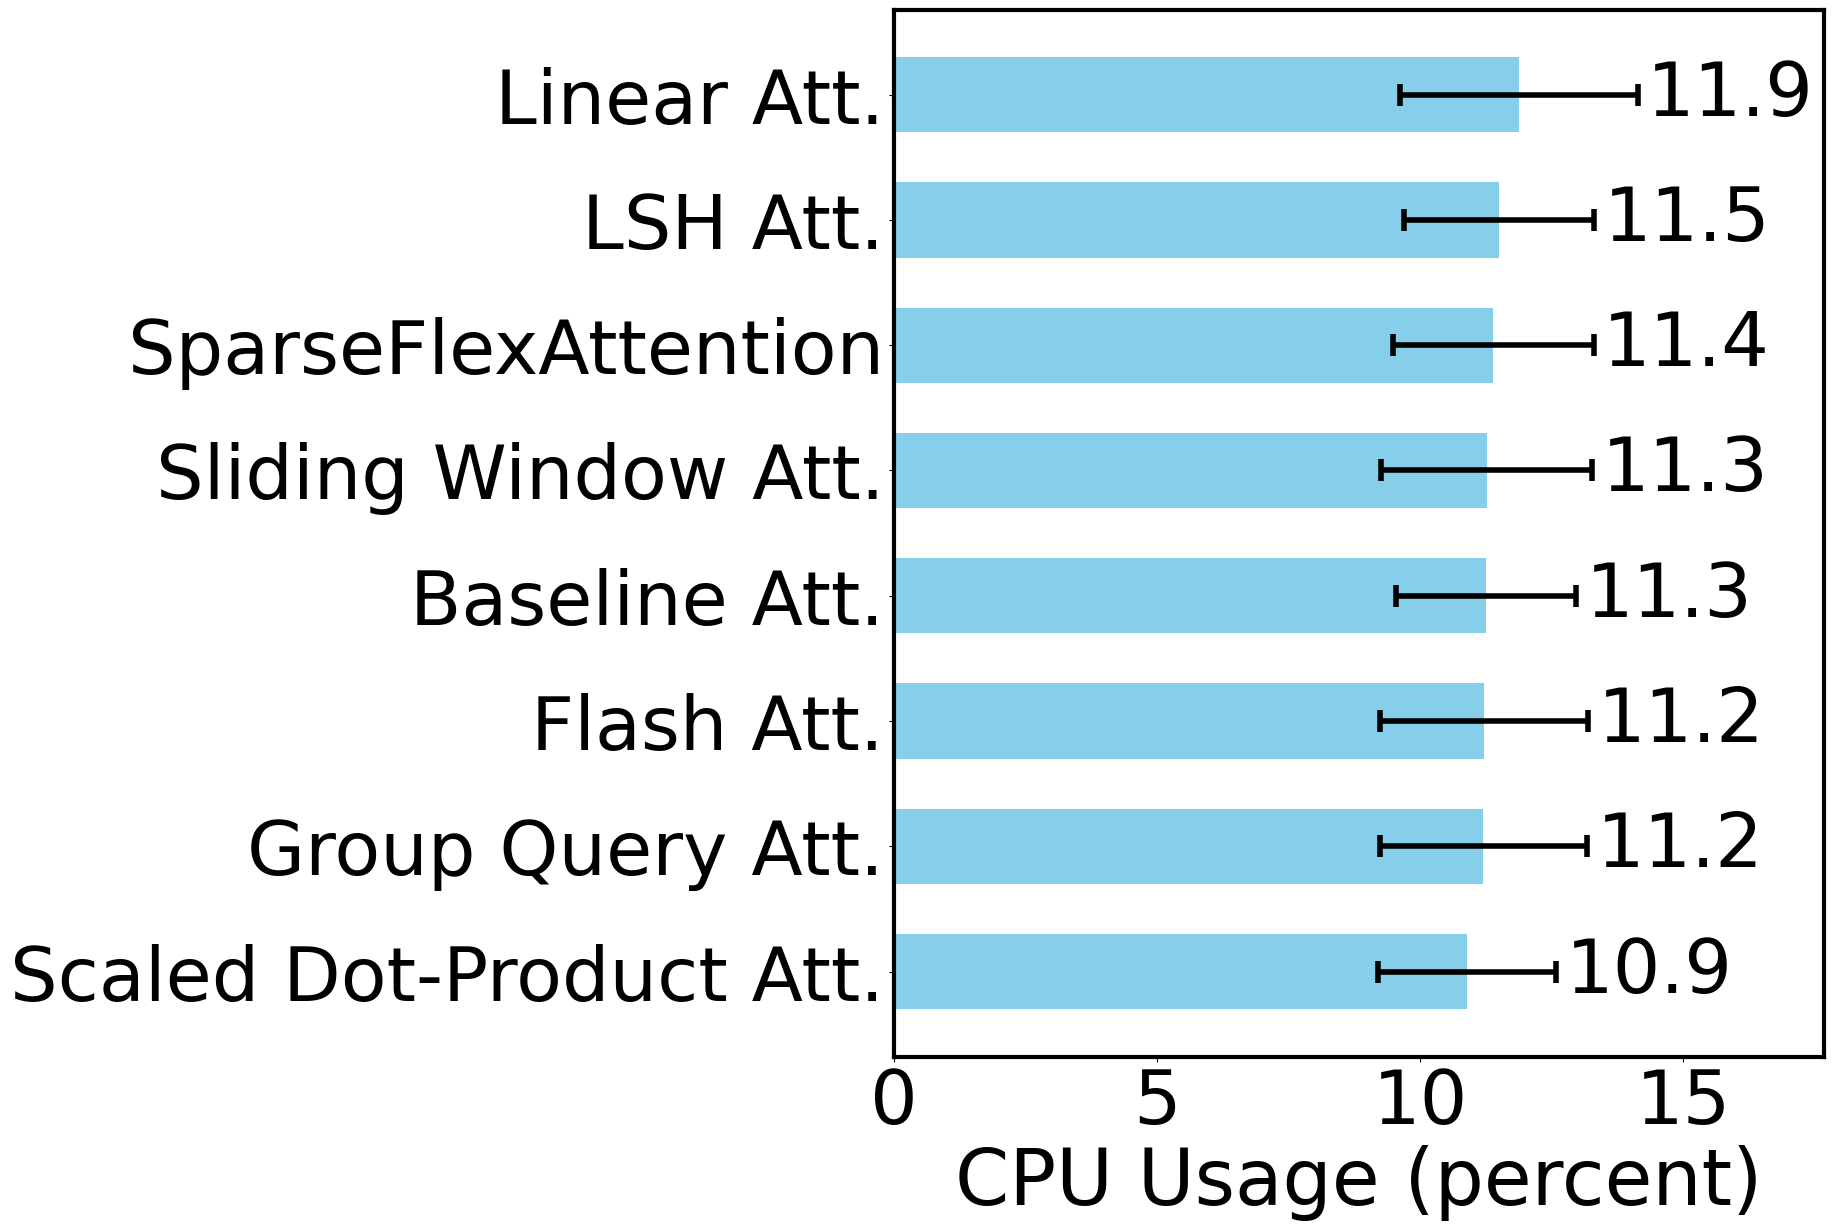 Linear Att. 11.9
LSH Att. 11.5
SparseFlexAttention 11.4
Sliding Window Att. 11.3
Baseline Att. 11.3
Flash Att. 11.2
Group Query Att. 11.2
Scaled Dot-Product Att. 10.9
0 5 10 15
CPU Usage (percent)